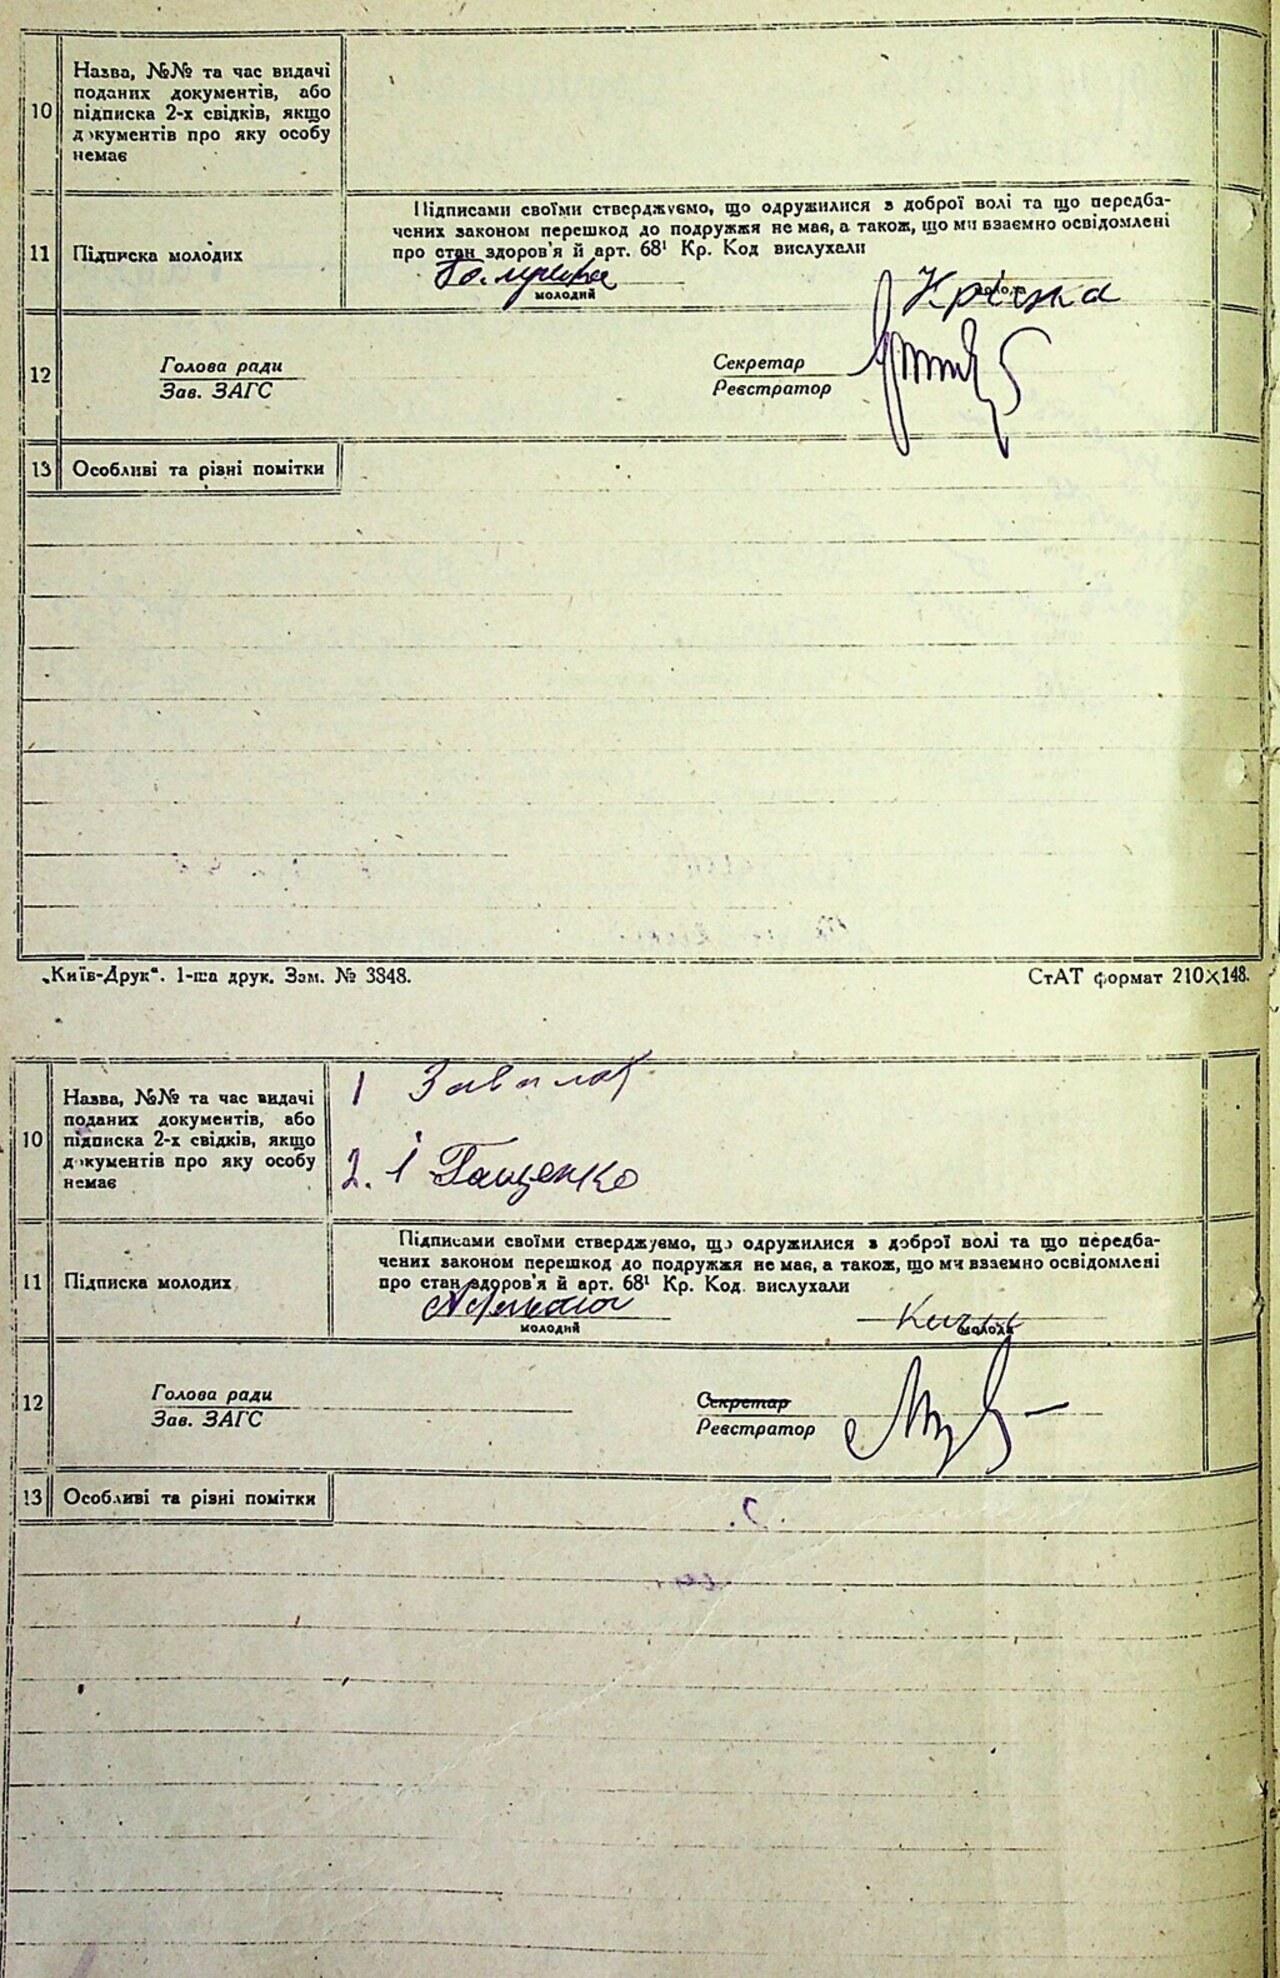 10
Назва, №№ та час видачі
поданих документів, або
підписка 2-х свідків, якщо
документів про яку особу
немає
11
Підписка молодих
Підписами своїми стверджуємо, що одружилися з доброї волі та що передба-
чених законом перешкод до подружжя не має, а також, що ми взаємно освідомлені
про стан здоров'я й арт. 68¹ Кр. Код вислухали
молодий
молода
12
Голова ради
Зав. ЗАГС
Секретар
Реєстратор
13
Особливі та різні помітки
„Київ-Друк“. 1-ша друк. Зам. № 3348.
СтАТ формат 210×148.
10
Назва, №№ та час видачі
поданих документів, або
підписка 2-х свідків, якщо
документів про яку особу
немає
1
2. І Гащенко
11
Підписка молодих
Підписами своїми стверджуємо, що одружилися з доброї волі та що передба-
чених законом перешкод до подружжя не має, а також, що ми взаємно освідомлені
про стан здоров'я й арт. 68¹ Кр. Код. вислухали
молодий
молода
12
Голова ради
Зав. ЗАГС
Секретар
Реєстратор
13
Особливі та різні помітки